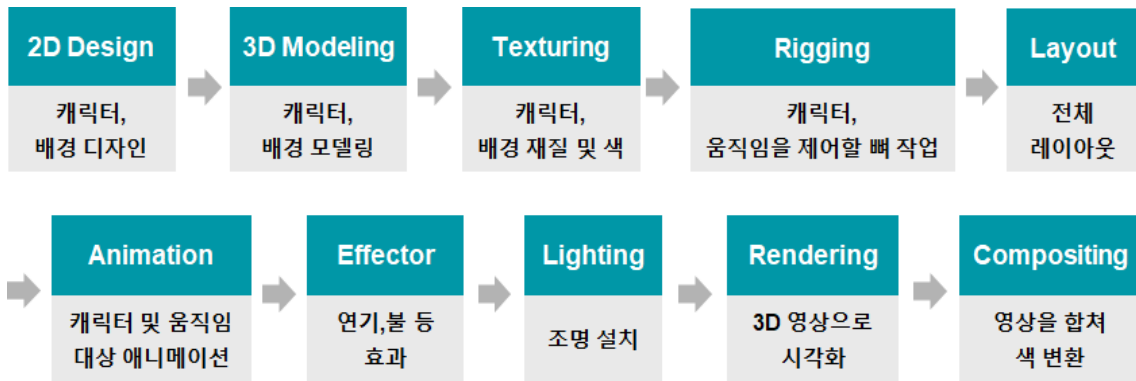 2D Design
캐릭터,
배경 디자인
3D Modeling
캐릭터,
배경 모델링
Texturing
캐릭터,
배경 재질 및 색
Rigging
캐릭터,
움직임을 제어할 뼈 작업
Layout
전체
레이아웃
Animation
캐릭터 및 움직임
대상 애니메이션
Effector
연기,불 등
효과
Lighting
조명 설치
Rendering
3D 영상으로
시각화
Compositing
영상을 합쳐
색 변환